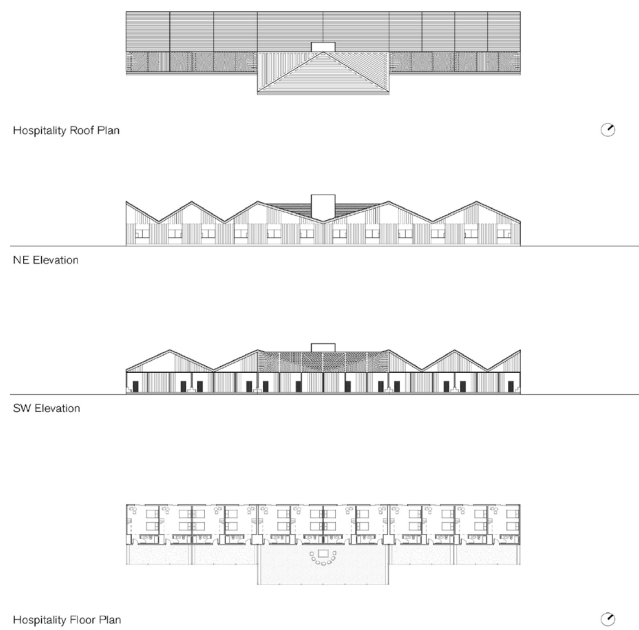 Hospitality Roof Plan
NE Elevation
SW Elevation
Hospitality Floor Plan